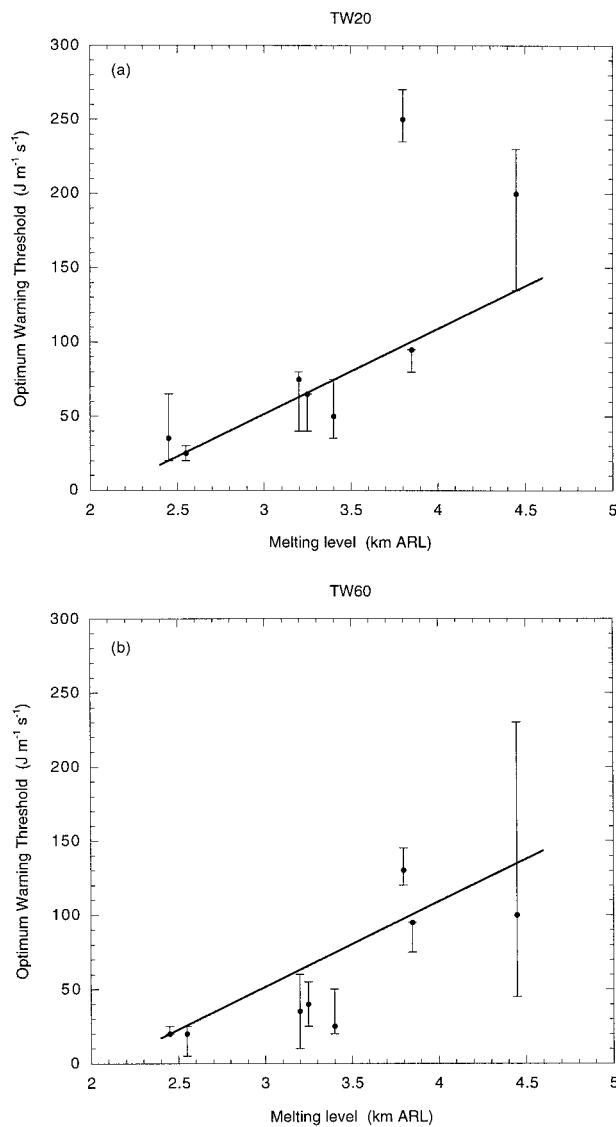 TW20
(a)
Optimum Warning Threshold (J m⁻¹ s⁻¹)
300
250
200
150
100
50
0
2 2.5 3 3.5 4 4.5 5
Melting level (km ARL)
TW60
(b)
Optimum Warning Threshold (J m⁻¹ s⁻¹)
300
250
200
150
100
50
0
2 2.5 3 3.5 4 4.5 5
Melting level (km ARL)